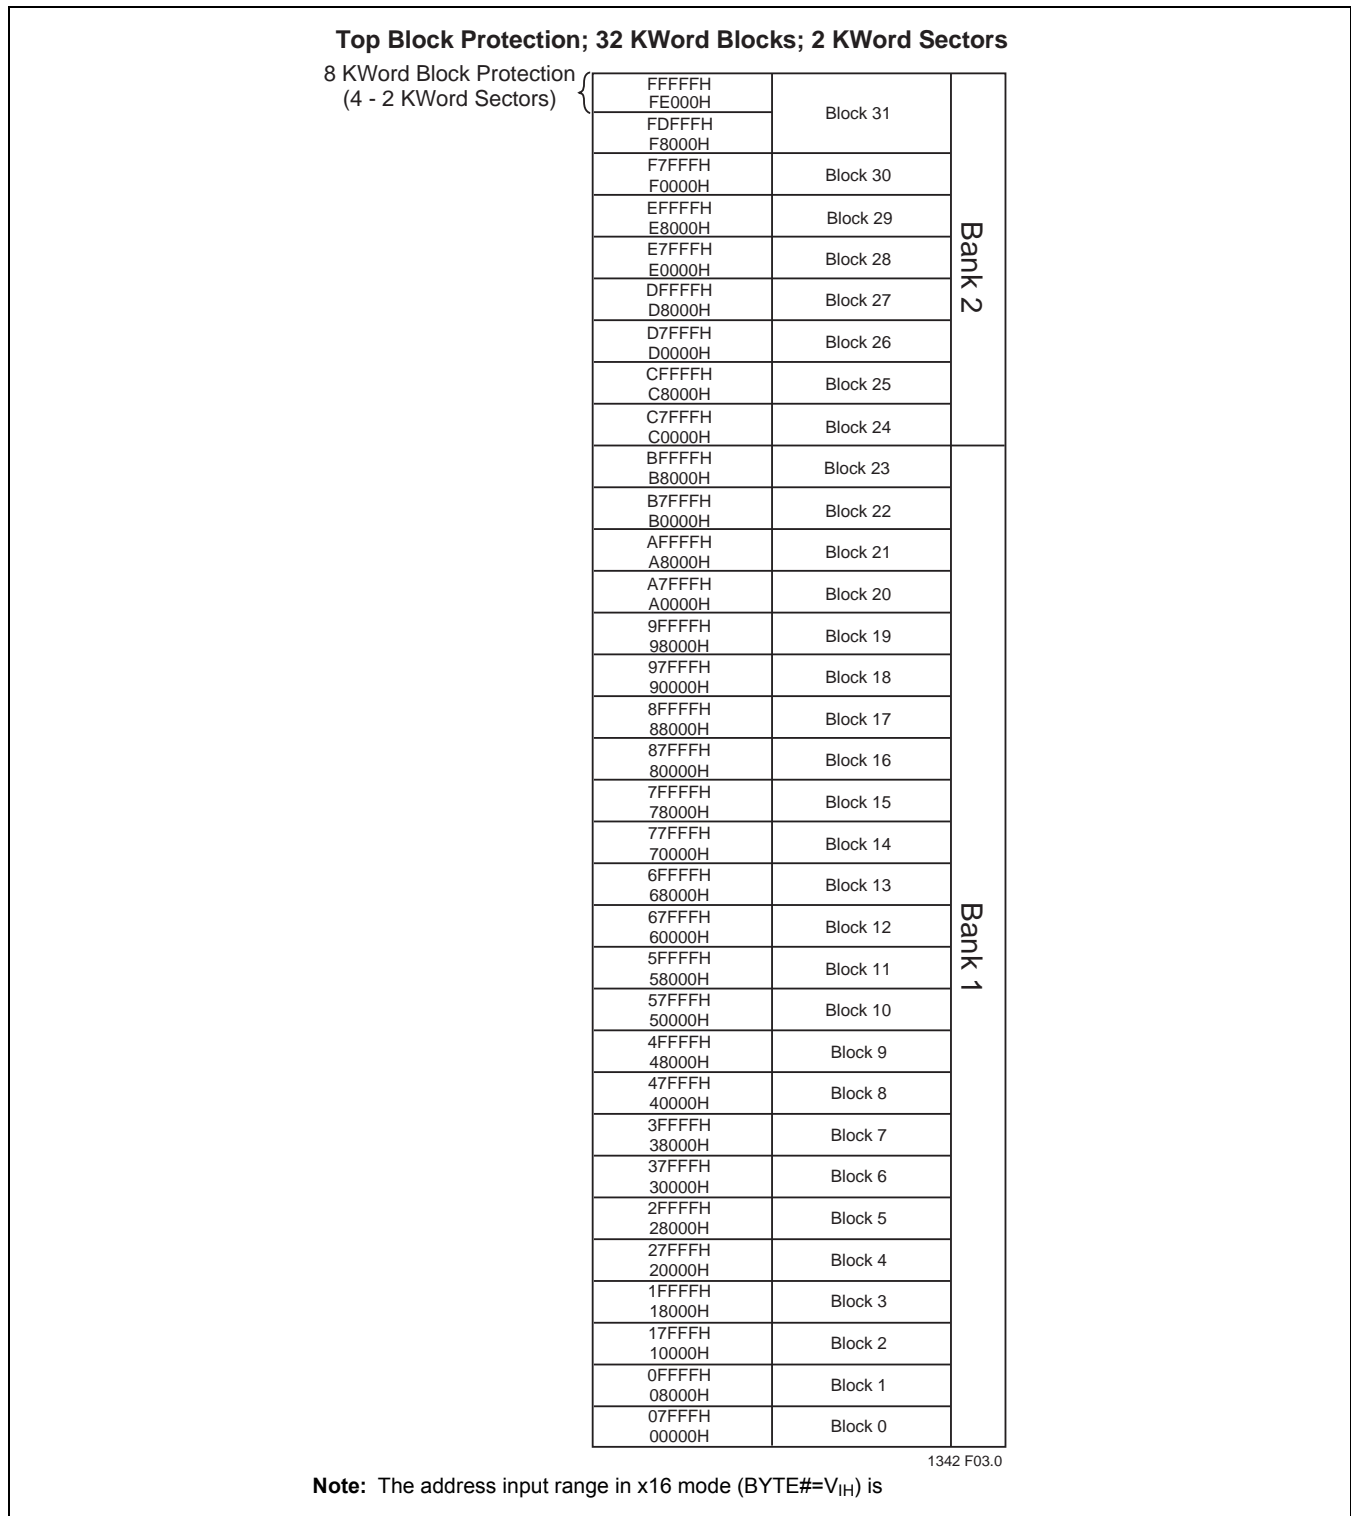 Top Block Protection; 32 KWord Blocks; 2 KWord Sectors
8 KWord Block Protection
(4 - 2 KWord Sectors)
FFFFFH
FE000H
FDFFFH
F8000H
Block 31
F7FFFH
F0000H
Block 30
EFFFFH
E8000H
Block 29
E7FFFH
E0000H
Block 28
DFFFFH
D8000H
Block 27
D7FFFH
D0000H
Block 26
CFFFFH
C8000H
Block 25
C7FFFH
C0000H
Block 24
Bank 2
BFFFFH
B8000H
Block 23
B7FFFH
B0000H
Block 22
AFFFFH
A8000H
Block 21
A7FFFH
A0000H
Block 20
9FFFFH
98000H
Block 19
97FFFH
90000H
Block 18
8FFFFH
88000H
Block 17
87FFFH
80000H
Block 16
7FFFFH
78000H
Block 15
77FFFH
70000H
Block 14
6FFFFH
68000H
Block 13
67FFFH
60000H
Block 12
5FFFFH
58000H
Block 11
57FFFH
50000H
Block 10
4FFFFH
48000H
Block 9
47FFFH
40000H
Block 8
3FFFFH
38000H
Block 7
37FFFH
30000H
Block 6
2FFFFH
28000H
Block 5
27FFFH
20000H
Block 4
1FFFFH
18000H
Block 3
17FFFH
10000H
Block 2
0FFFFH
08000H
Block 1
07FFFH
00000H
Block 0
Bank 1
1342 F03.0
Note: The address input range in x16 mode (BYTE#=VIH) is